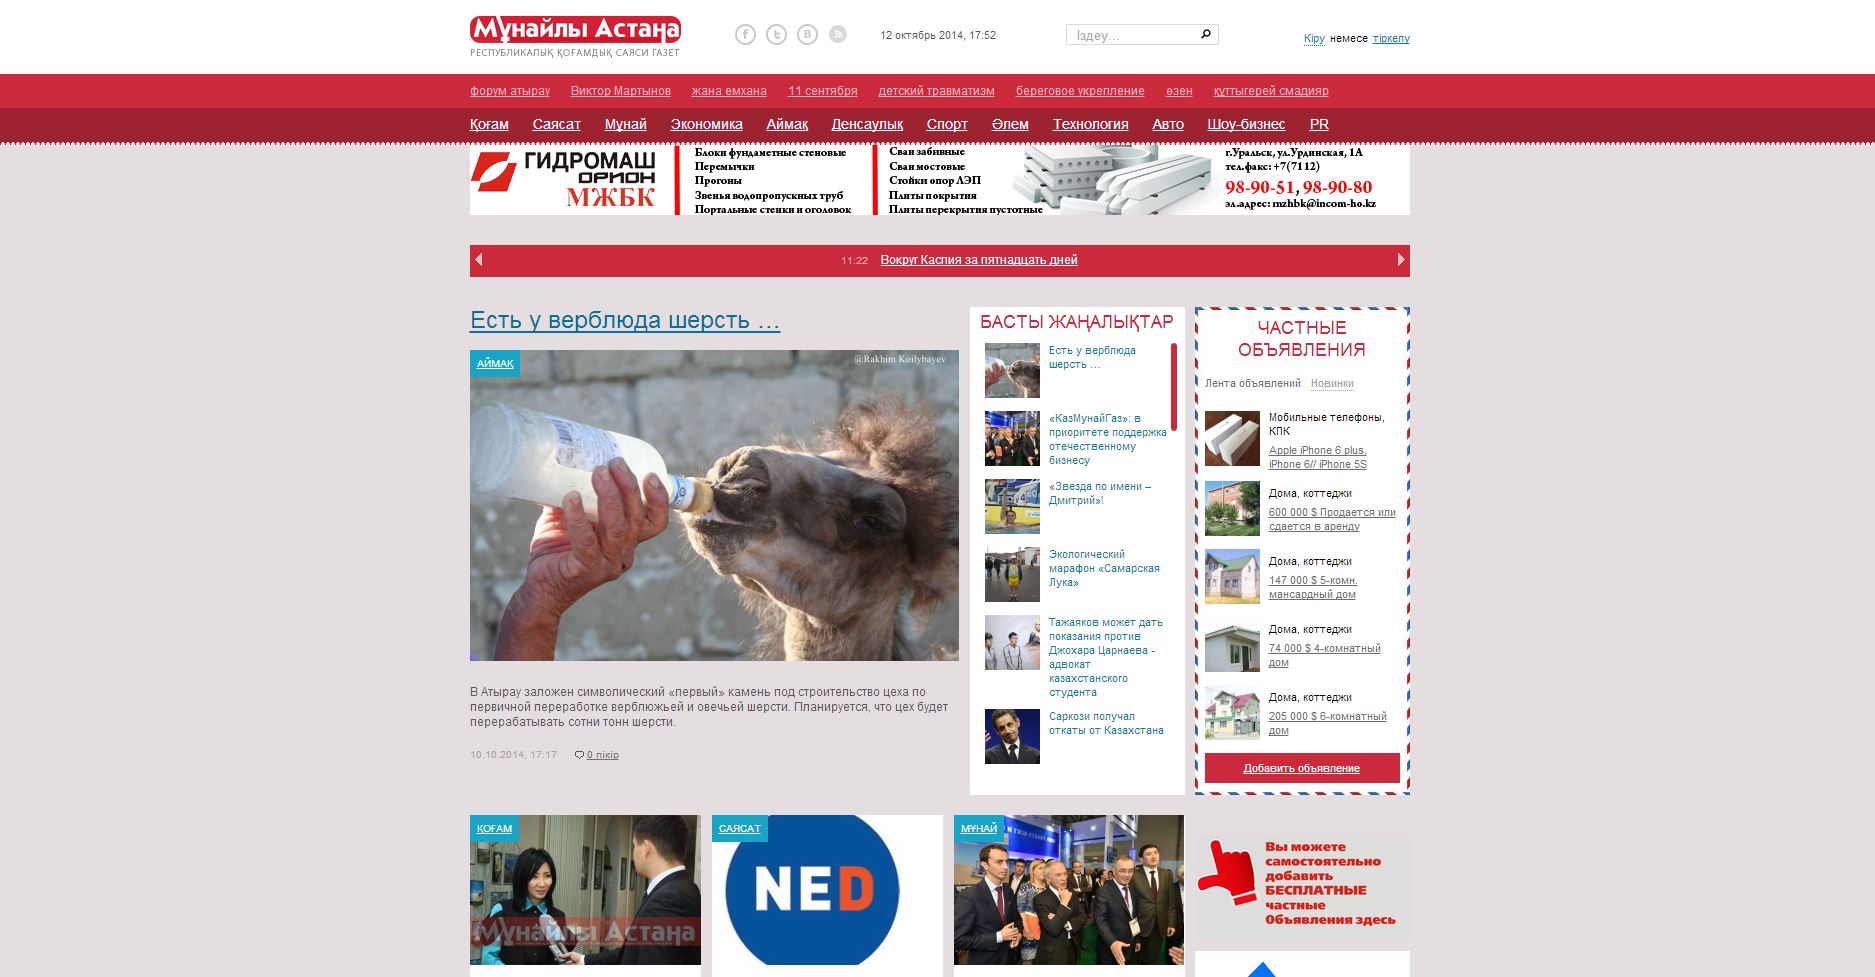 Мұнайлы Астаңа
РЕСПУБЛИКАЛЫҚ ҚОҒАМДЫҚ САЯСИ ГАЗЕТ
12 октябрь 2014, 17:52
Іздеу...
Кіру немесе тіркелу
форум атырау Виктор Мартынов жана емхана 11 сентября детский травматизм береговое укрепление өзен құттыгерей смадияр
Қоғам Саясат Мұнай Экономика Аймақ Денсаулық Спорт Әлем Технология Авто Шоу-бизнес PR
ГИДРОМАШ
ОРИОН
МЖБК
Блоки фундаметные стеновые
Перемычки
Прогоны
Звенья водопропускных труб
Портальные стенки и оголовок
Сваи забивные
Сваи мостовые
Стойки опор ЛЭП
Плиты покрытия
Плиты перекрытия пустотные
г.Уральск, ул.Урдинская, 1А
тел.факс: +7(7112)
98-90-51, 98-90-80
эл.адрес: mzhbk@incom-ho.kz
11:22 Вокруг Каспия за пятнадцать дней
Есть у верблюда шерсть …
АЙМАҚ
@Rakhim Koilybayev
В Атырау заложен символический «первый» камень под строительство цеха по
первичной переработке верблюжьей и овечьей шерсти. Планируется, что цех будет
перерабатывать сотни тонн шерсти.
10.10.2014, 17:17 0 пікір
БАСТЫ ЖАҢАЛЫҚТАР
Есть у верблюда
шерсть …
«КазМунайГаз»: в
приоритете поддержка
отечественному
бизнесу
«Звезда по имени –
Дмитрий»!
Экологический
марафон «Самарская
Лука»
Тажаяков может дать
показания против
Джохара Царнаева -
адвокат
казахстанского
студента
Саркози получал
откаты от Казахстана
ЧАСТНЫЕ
ОБЪЯВЛЕНИЯ
Лента объявлений Новинки
Мобильные телефоны,
КПК
Apple iPhone 6 plus,
iPhone 6// iPhone 5S
Дома, коттеджи
600 000 $ Продается или
сдается в аренду
Дома, коттеджи
147 000 $ 5-комн.
мансардный дом
Дома, коттеджи
74 000 $ 4-комнатный
дом
Дома, коттеджи
205 000 $ 6-комнатный
дом
Добавить объявление
ҚОҒАМ
Мұнайлы Астаңа
САЯСАТ
NED
МҰНАЙ
Вы можете
самостоятельно
добавить
БЕСПЛАТНЫЕ
частные
Объявления здесь